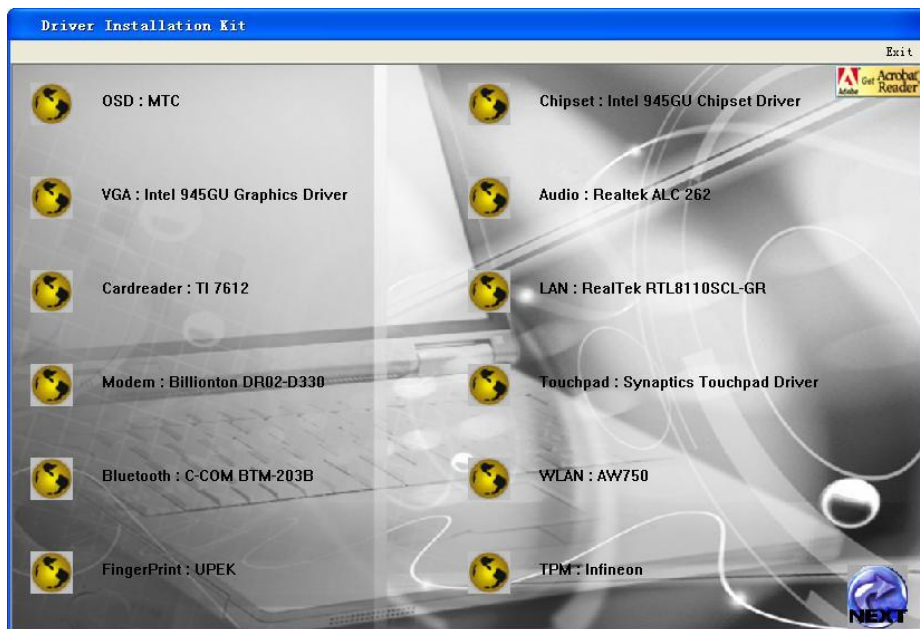 Driver Installation Kit
Exit
Adobe
Get Acrobat
Reader
OSD : MTC
Chipset : Intel 945GU Chipset Driver
VGA : Intel 945GU Graphics Driver
Audio : Realtek ALC 262
Cardreader : TI 7612
LAN : RealTek RTL8110SCL-GR
Modem : Billionton DR02-D330
Touchpad : Synaptics Touchpad Driver
Bluetooth : C-COM BTM-203B
WLAN : AW750
FingerPrint : UPEK
TPM : Infineon
NEXT